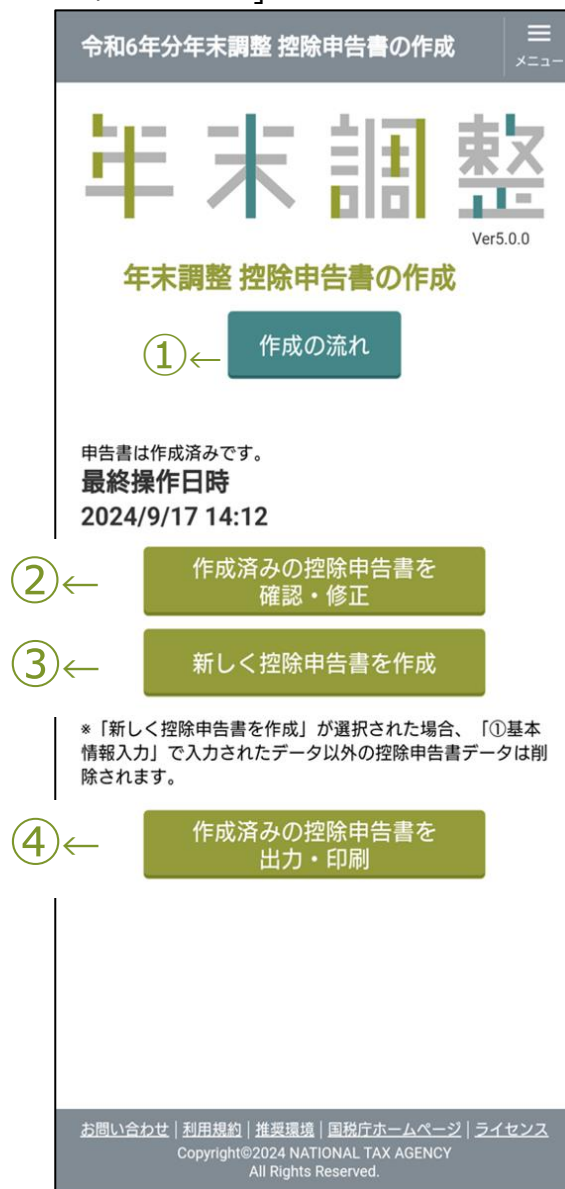 令和6年分年末調整 控除申告書の作成
メニュー
年末調整
Ver5.0.0
年末調整 控除申告書の作成
①← 作成の流れ
申告書は作成済みです。
最終操作日時
2024/9/17 14:12
②← 作成済みの控除申告書を
確認・修正
③← 新しく控除申告書を作成
※「新しく控除申告書を作成」が選択された場合、「①基本
情報入力」で入力されたデータ以外の控除申告書データは削
除されます。
④← 作成済みの控除申告書を
出力・印刷
お問い合わせ | 利用規約 | 推奨環境 | 国税庁ホームページ | ライセンス
Copyright©2024 NATIONAL TAX AGENCY
All Rights Reserved.